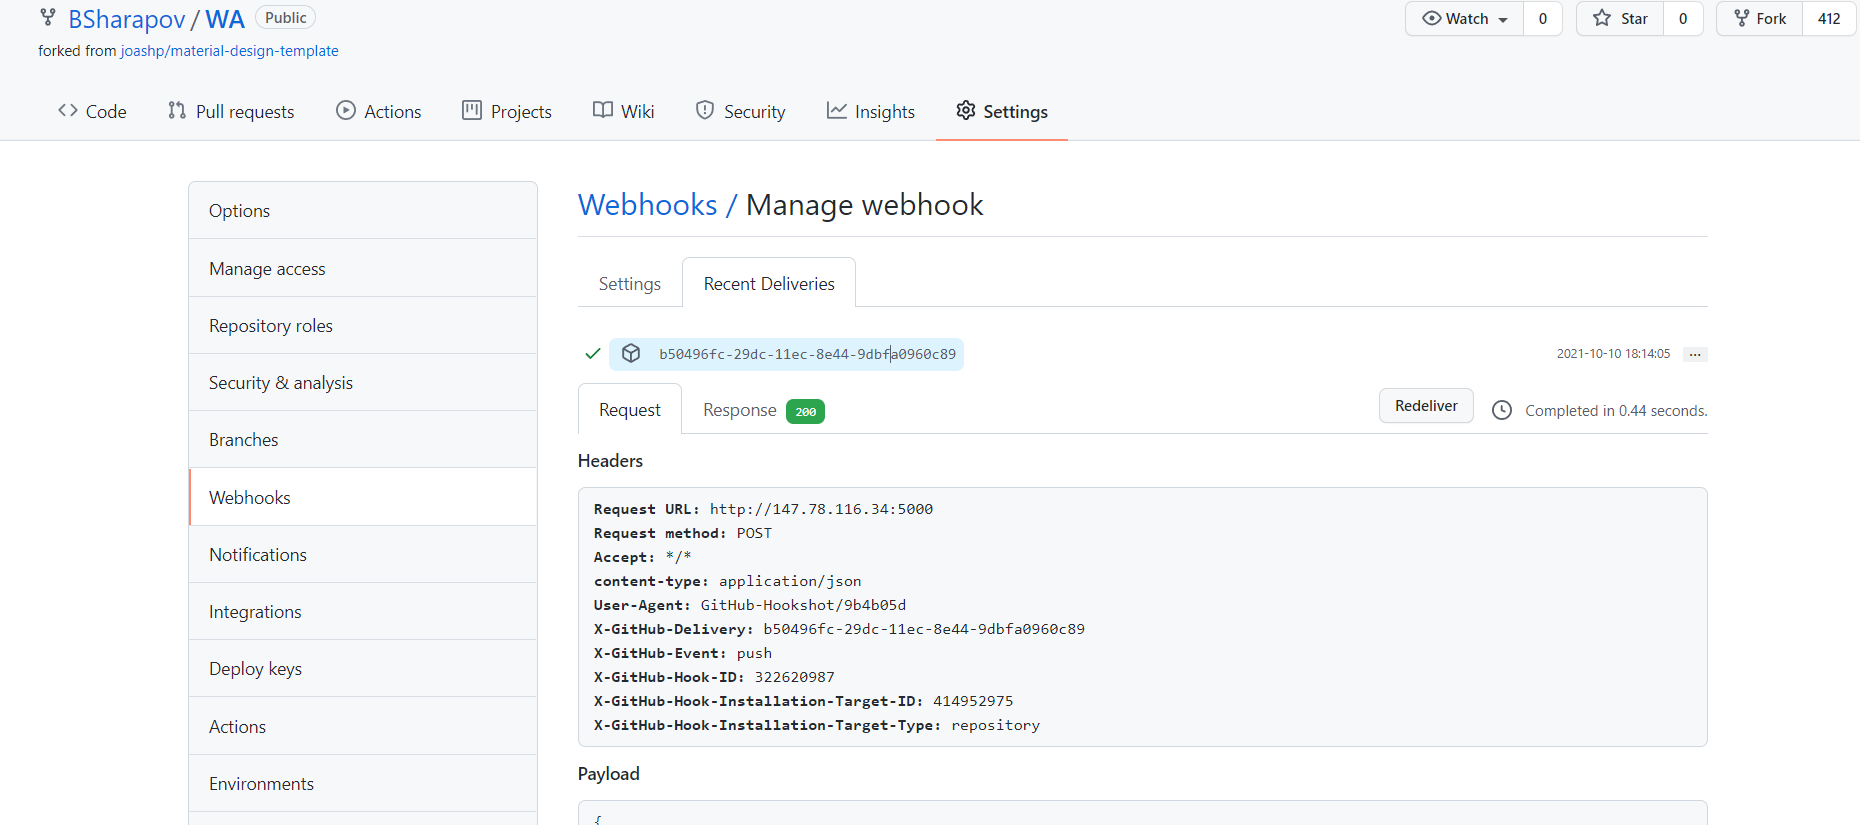 BSharapov / WA Public
Watch 0 Star 0 Fork 412
forked from joashp/material-design-template
Code Pull requests Actions Projects Wiki Security Insights Settings
Options
Manage access
Repository roles
Security & analysis
Branches
Webhooks
Notifications
Integrations
Deploy keys
Actions
Environments
Webhooks / Manage webhook
Settings Recent Deliveries
b50496fc-29dc-11ec-8e44-9dbfa0960c89 2021-10-10 18:14:05 ...
Request Response 200 Redeliver Completed in 0.44 seconds.
Headers
Request URL: http://147.78.116.34:5000
Request method: POST
Accept: */*
content-type: application/json
User-Agent: GitHub-Hookshot/9b4b05d
X-GitHub-Delivery: b50496fc-29dc-11ec-8e44-9dbfa0960c89
X-GitHub-Event: push
X-GitHub-Hook-ID: 322620987
X-GitHub-Hook-Installation-Target-ID: 414952975
X-GitHub-Hook-Installation-Target-Type: repository
Payload
{